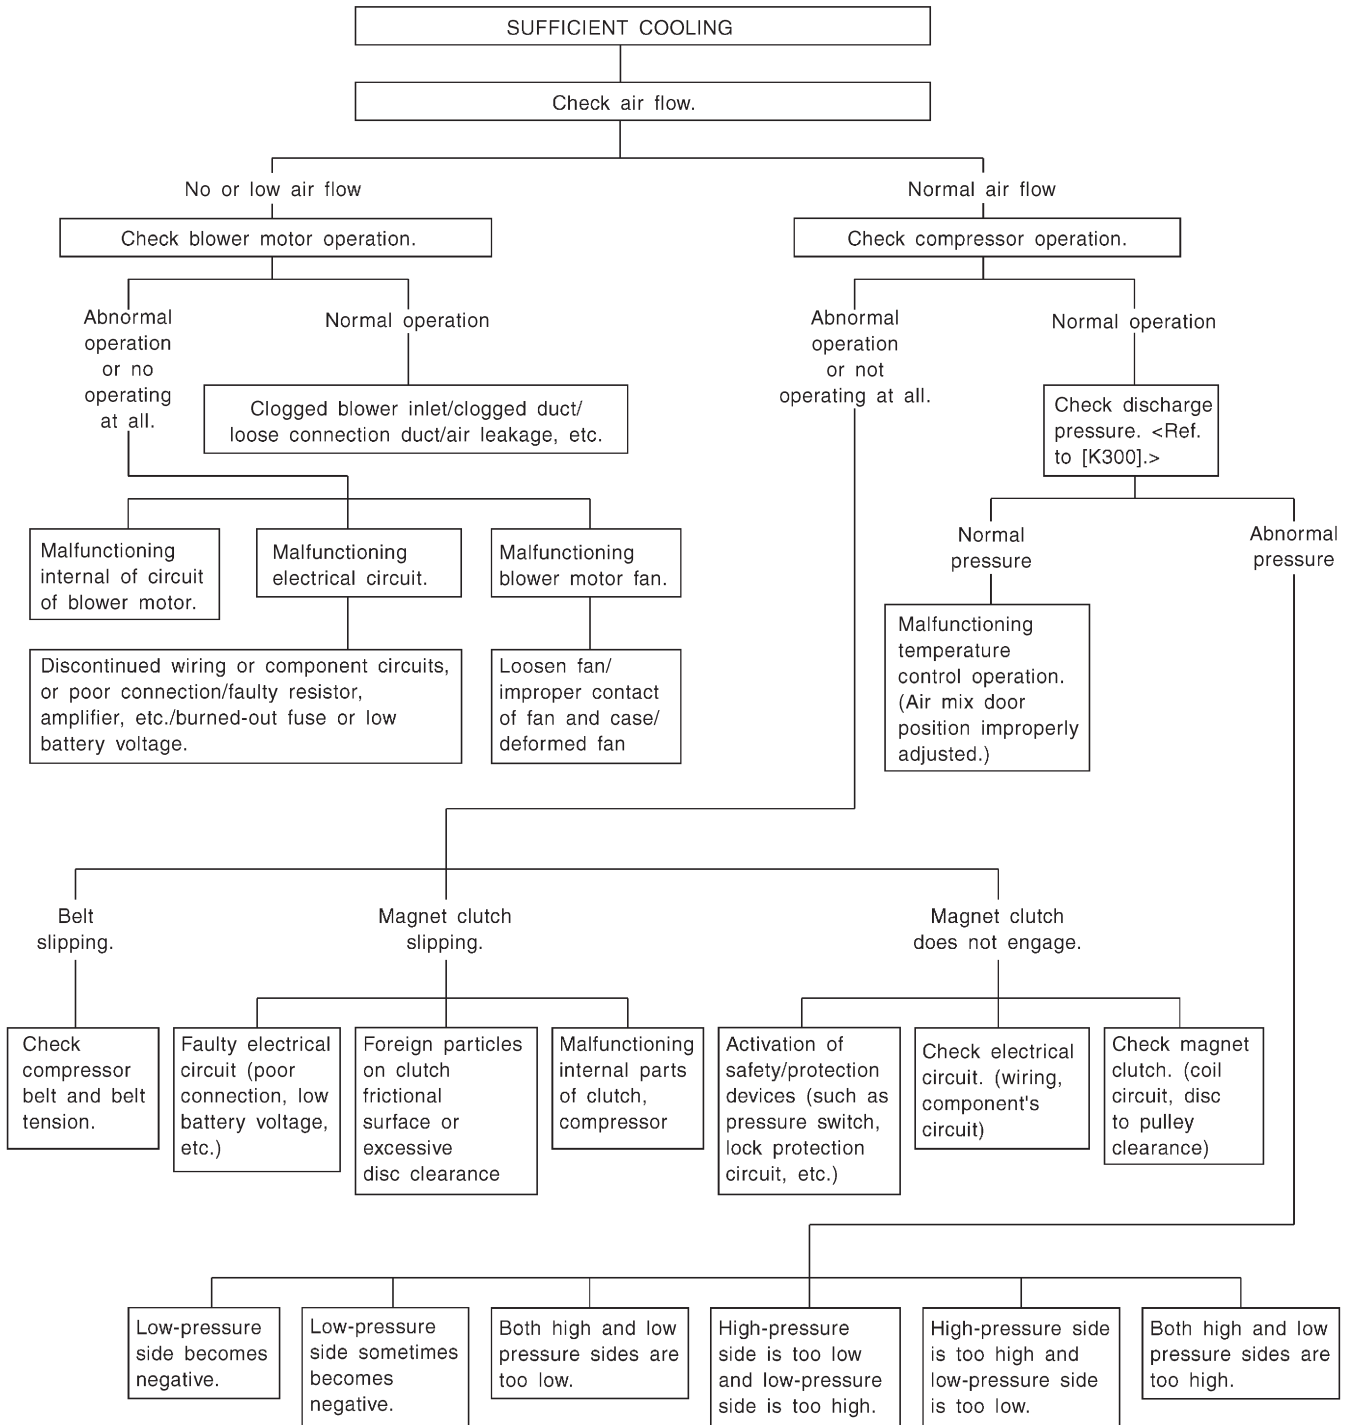 SUFFICIENT COOLING
Check air flow.
No or low air flow
Normal air flow
Check blower motor operation.
Check compressor operation.
Abnormal
operation
or no
operating
at all.
Normal operation
Abnormal
operation
or not
operating at all.
Normal operation
Clogged blower inlet/clogged duct/
loose connection duct/air leakage, etc.
Check discharge
pressure. <Ref.
to [K300].>
Malfunctioning
internal of circuit
of blower motor.
Malfunctioning
electrical circuit.
Malfunctioning
blower motor fan.
Normal
pressure
Abnormal
pressure
Discontinued wiring or component circuits,
or poor connection/faulty resistor,
amplifier, etc./burned-out fuse or low
battery voltage.
Loosen fan/
improper contact
of fan and case/
deformed fan
Malfunctioning
temperature
control operation.
(Air mix door
position improperly
adjusted.)
Belt
slipping.
Magnet clutch
slipping.
Magnet clutch
does not engage.
Check
compressor
belt and belt
tension.
Faulty electrical
circuit (poor
connection, low
battery voltage,
etc.)
Foreign particles
on clutch
frictional
surface or
excessive
disc clearance
Malfunctioning
internal parts
of clutch,
compressor
Activation of
safety/protection
devices (such as
pressure switch,
lock protection
circuit, etc.)
Check electrical
circuit. (wiring,
component's
circuit)
Check magnet
clutch. (coil
circuit, disc
to pulley
clearance)
Low-pressure
side becomes
negative.
Low-pressure
side sometimes
becomes
negative.
Both high and low
pressure sides are
too low.
High-pressure
side is too low
and low-pressure
side is too high.
High-pressure side
is too high and
low-pressure side
is too low.
Both high and low
pressure sides are
too high.